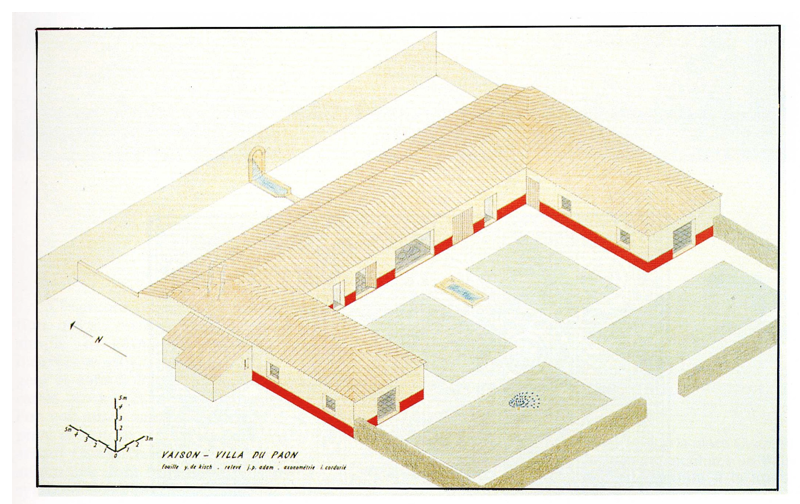 N
5m
4
3
2
1
5m 4 3 2 1 0 1 2 3m
VAISON – VILLA DU PAON
fouille y. de kisch . relevé j.p. adam . axonométrie i. cordurié